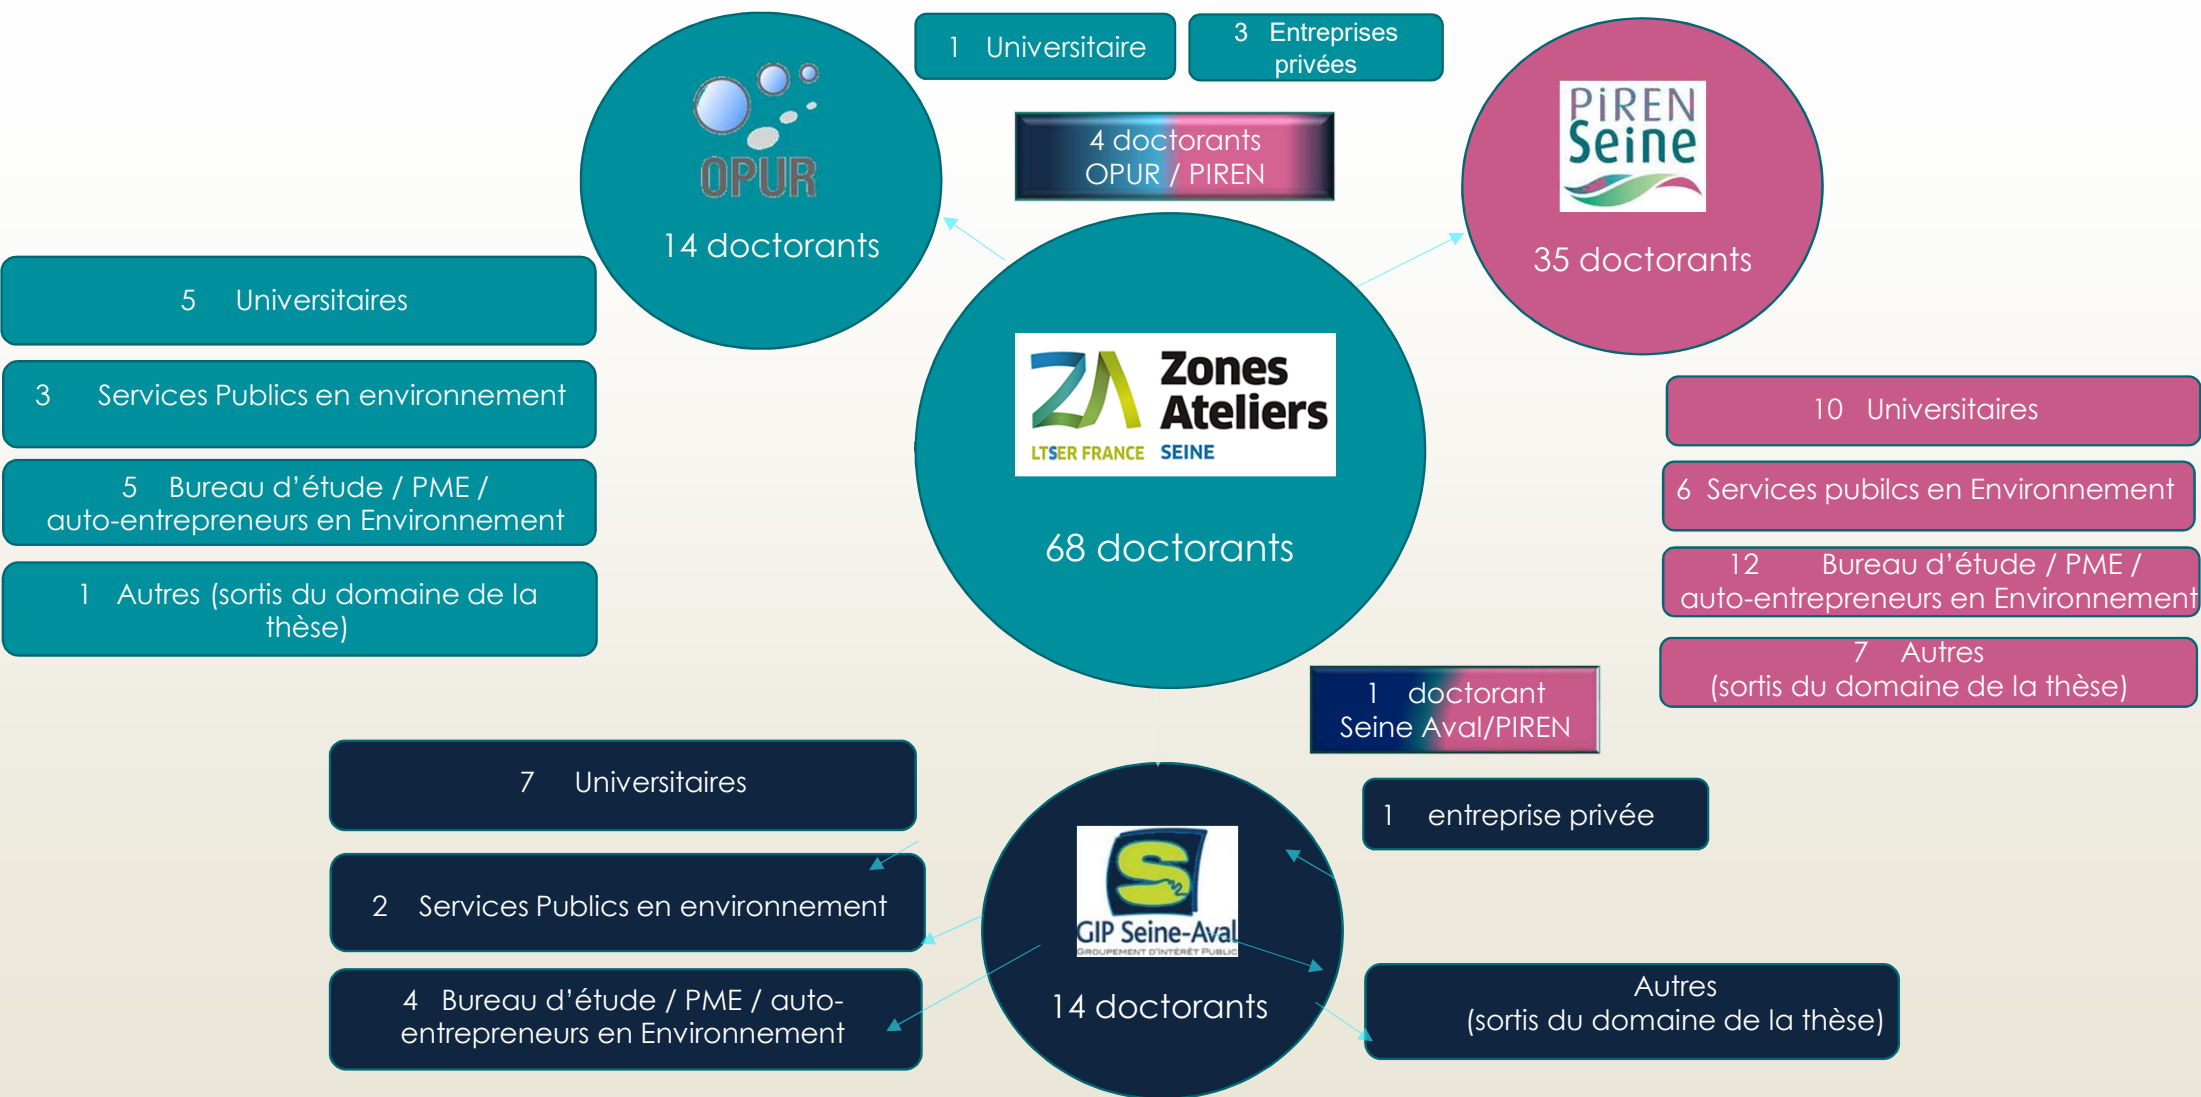 1 Universitaire
3 Entreprises
privées
OPUR
14 doctorants
4 doctorants
OPUR / PIREN
PiREN
Seine
35 doctorants
5 Universitaires
3 Services Publics en environnement
5 Bureau d'étude / PME /
auto-entrepreneurs en Environnement
1 Autres (sortis du domaine de la
thèse)
ZA Zones
Ateliers
LTSER FRANCE SEINE
68 doctorants
10 Universitaires
6 Services pubilcs en Environnement
12 Bureau d'étude / PME /
auto-entrepreneurs en Environnement
7 Autres
(sortis du domaine de la thèse)
1 doctorant
Seine Aval/PIREN
7 Universitaires
2 Services Publics en environnement
4 Bureau d'étude / PME / auto-
entrepreneurs en Environnement
S
GIP Seine-Aval
GROUPEMENT D'INTÉRÊT PUBLIC
14 doctorants
1 entreprise privée
Autres
(sortis du domaine de la thèse)